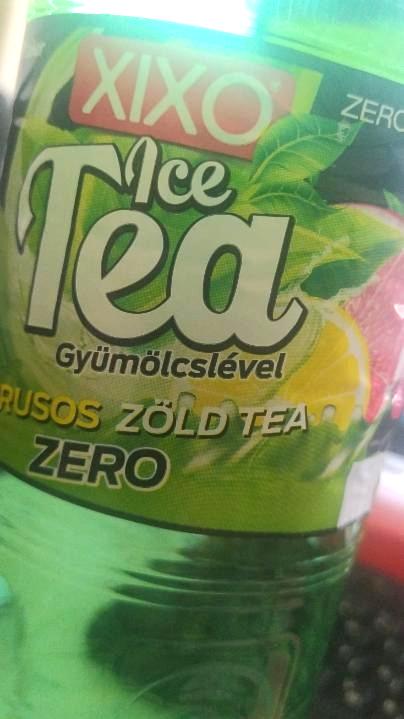 XIXO
ZERO
Ice
Tea
Gyümölcslével
RUSOS ZÖLD TEA
ZERO